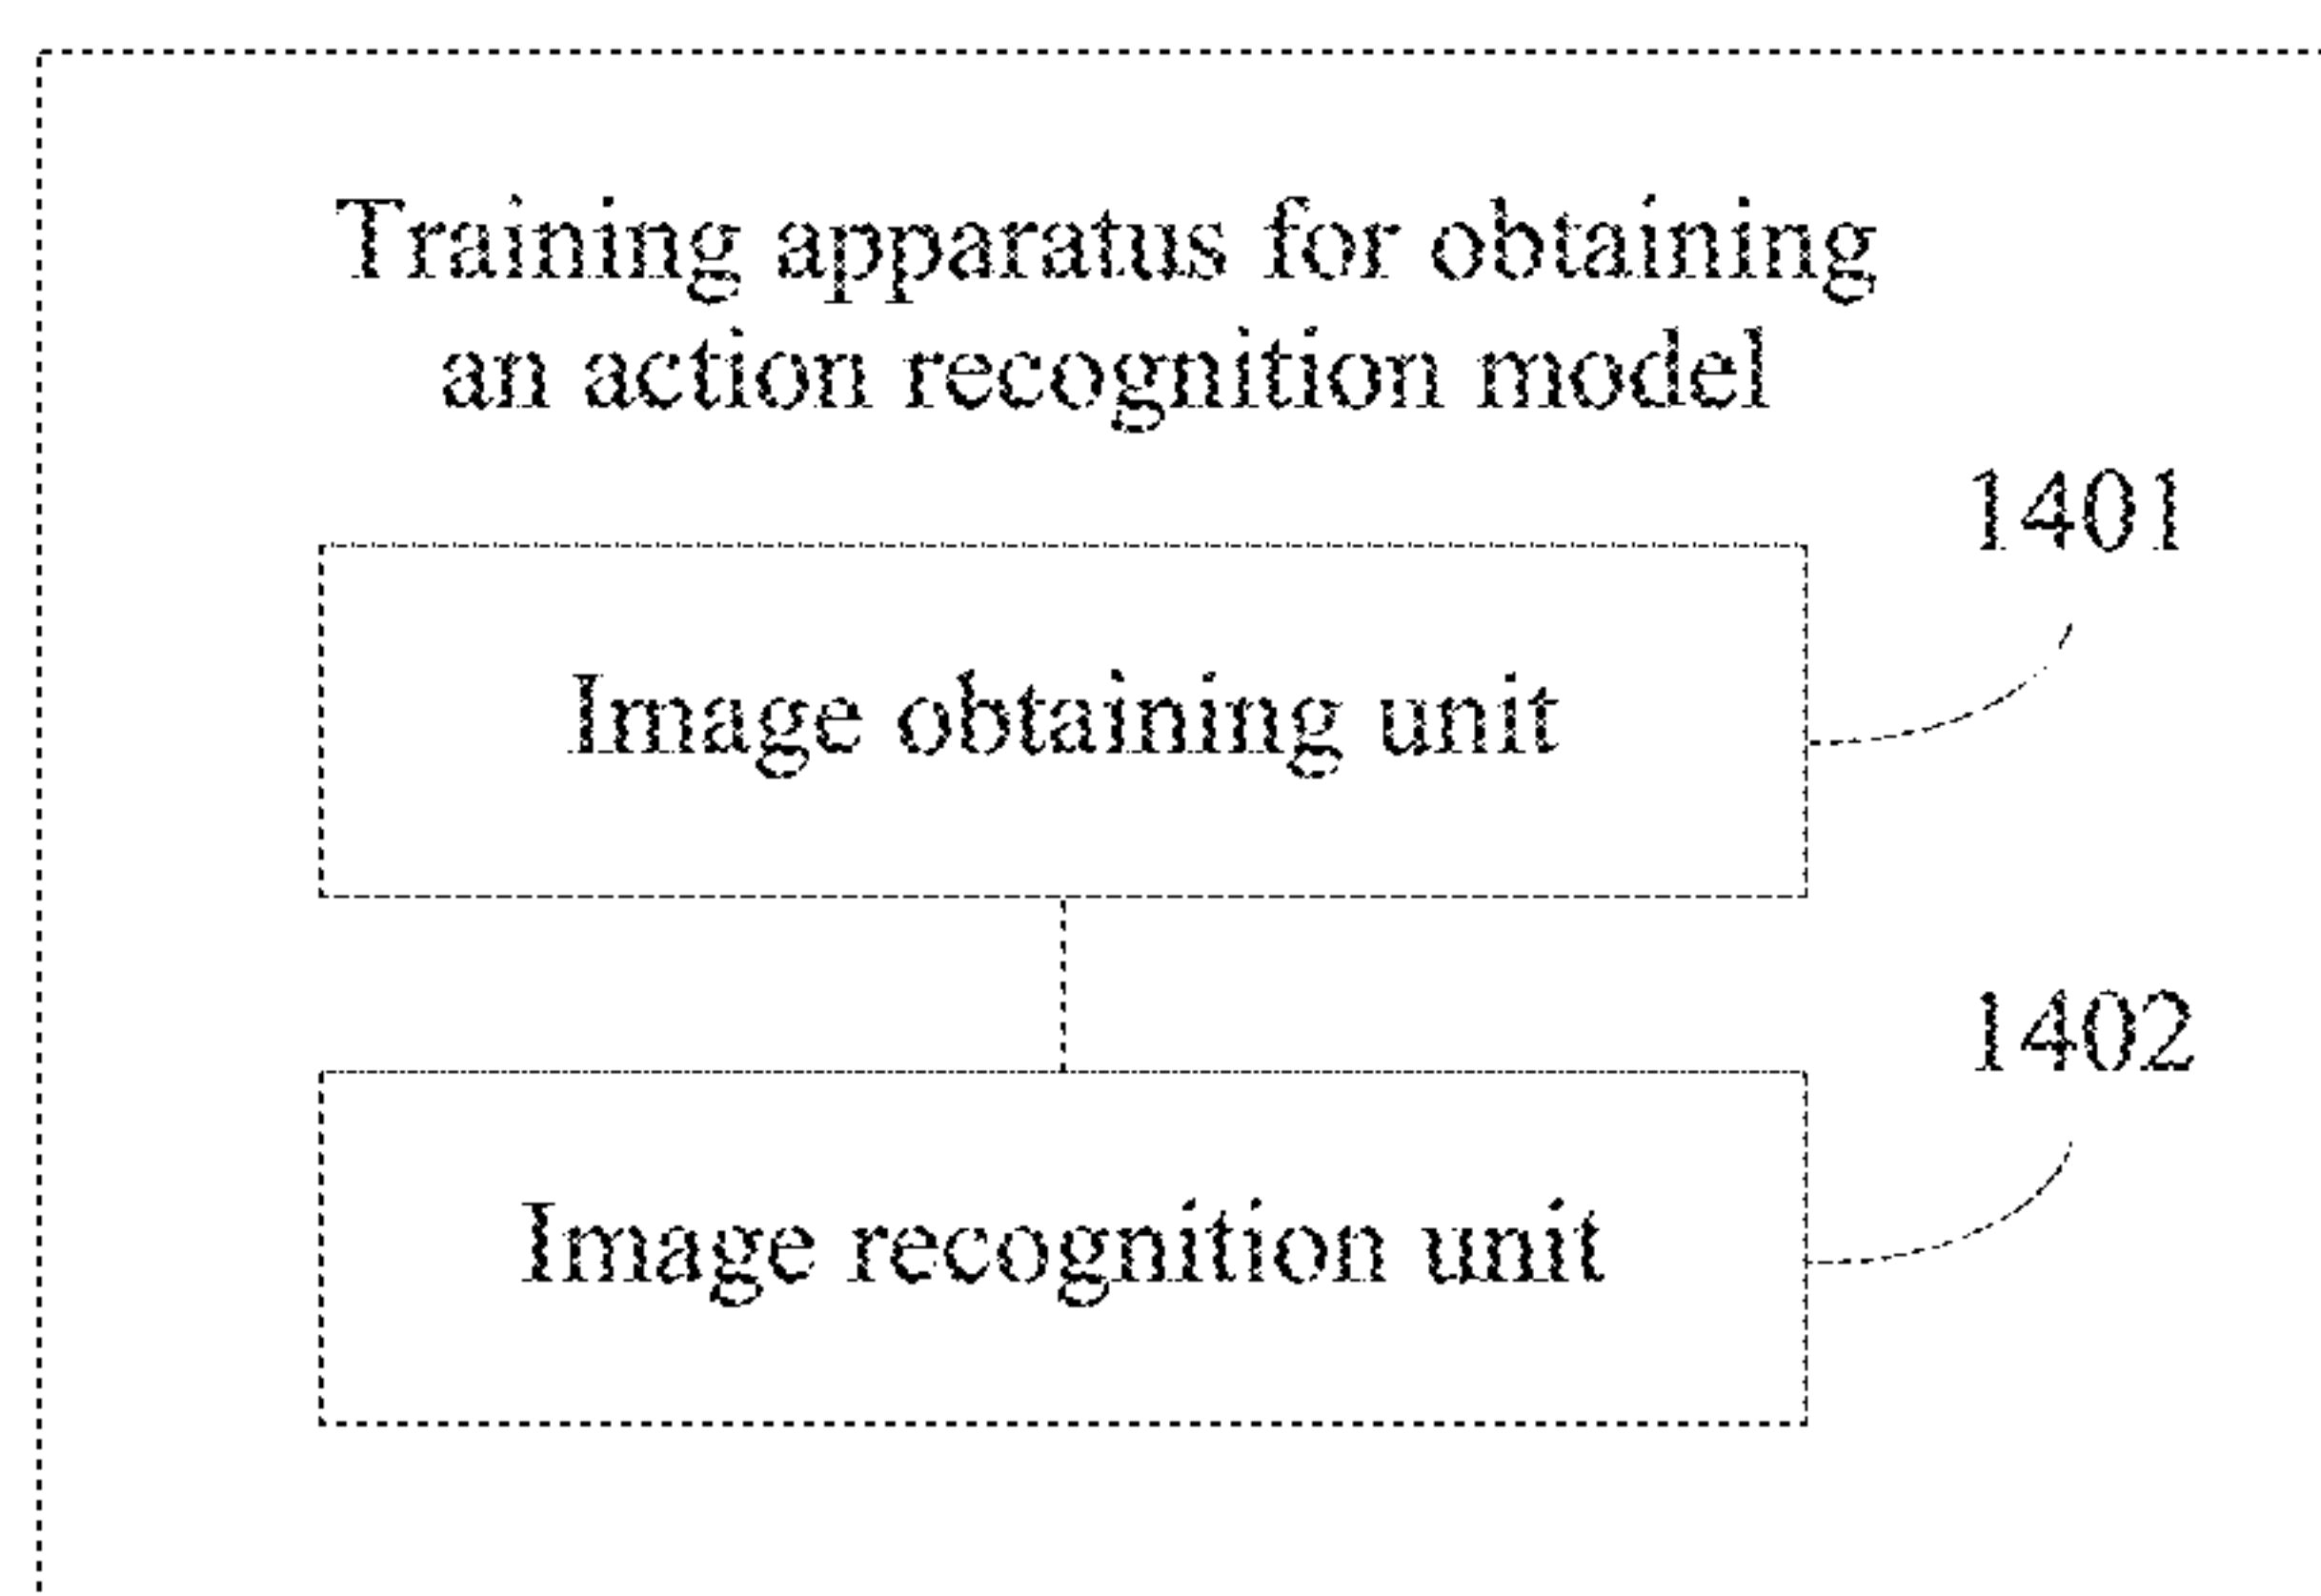 Training apparatus for obtaining
an action recognition model
1401
Image obtaining unit
1402
Image recognition unit